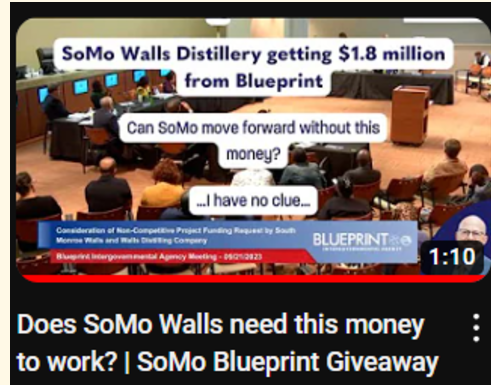 SoMo Walls Distillery getting $1.8 million
from Blueprint
Can SoMo move forward without this
money?
...I have no clue...
Consideration of Non-Competitive Project Funding Request by South
Monroe Walls and Walls Distilling Company
BLUEPRINT
INTERGOVERNMENTAL AGENCY
Blueprint Intergovernmental Agency Meeting - 09/21/2023
1:10
Does SoMo Walls need this money
to work? | SoMo Blueprint Giveaway